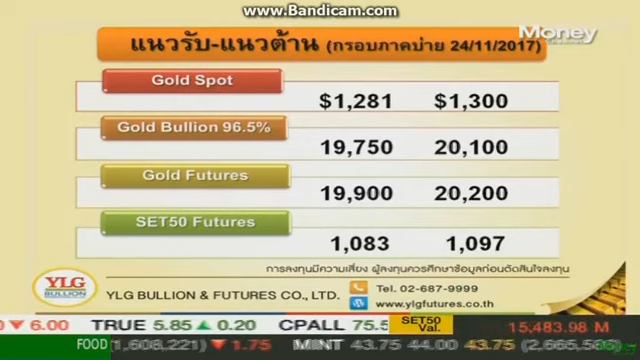 www.Bandicam.com
Money
แนวรับ-แนวต้าน (กรอบภาคบ่าย 24/11/2017)
Gold Spot
$1,281 $1,300
Gold Bullion 96.5%
19,750 20,100
Gold Futures
19,900 20,200
SET50 Futures
1,083 1,097
การลงทุนมีความเสี่ยง ผู้ลงทุนควรศึกษาข้อมูลก่อนตัดสินใจลงทุน
YLG
BULLION
YLG BULLION & FUTURES CO., LTD.
Tel. 02-687-9999
www.ylgfutures.co.th
0 ▼ 6.00 TRUE 5.85 ▲ 0.20 CPALL 75.5
SET50
Val.
15,483.98 M
FOOD (1,608,221) ▼ 1.75 MINT 43.75 44.00 43.75 (2,665,585)